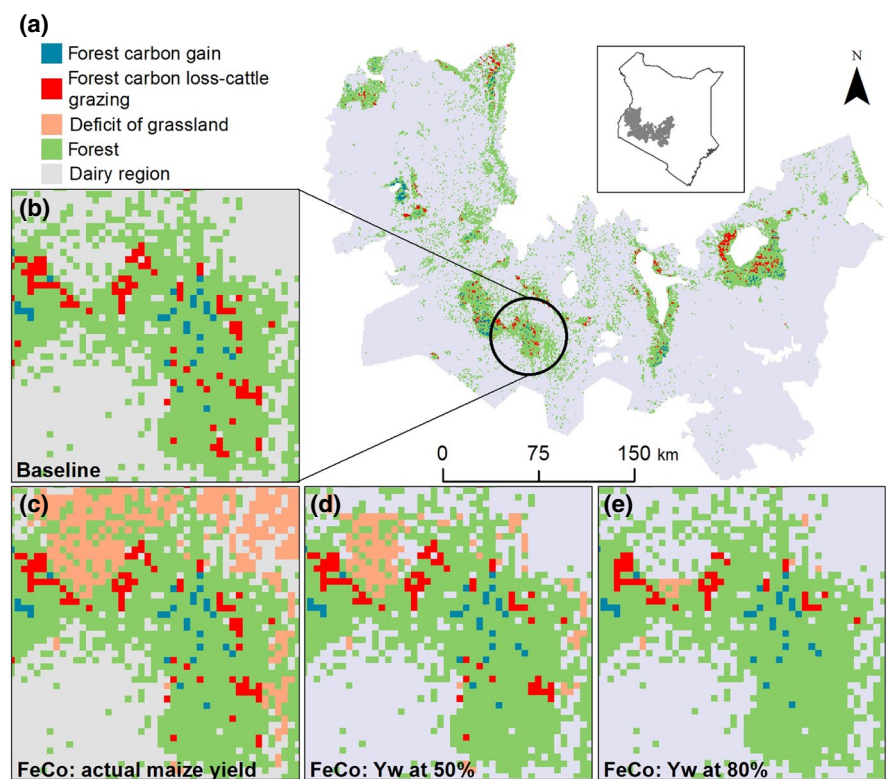 (a)
Forest carbon gain
Forest carbon loss-cattle
grazing
Deficit of grassland
Forest
Dairy region
N
(b)
Baseline
0 75 150 km
(c)
FeCo: actual maize yield
(d)
FeCo: Yw at 50%
(e)
FeCo: Yw at 80%